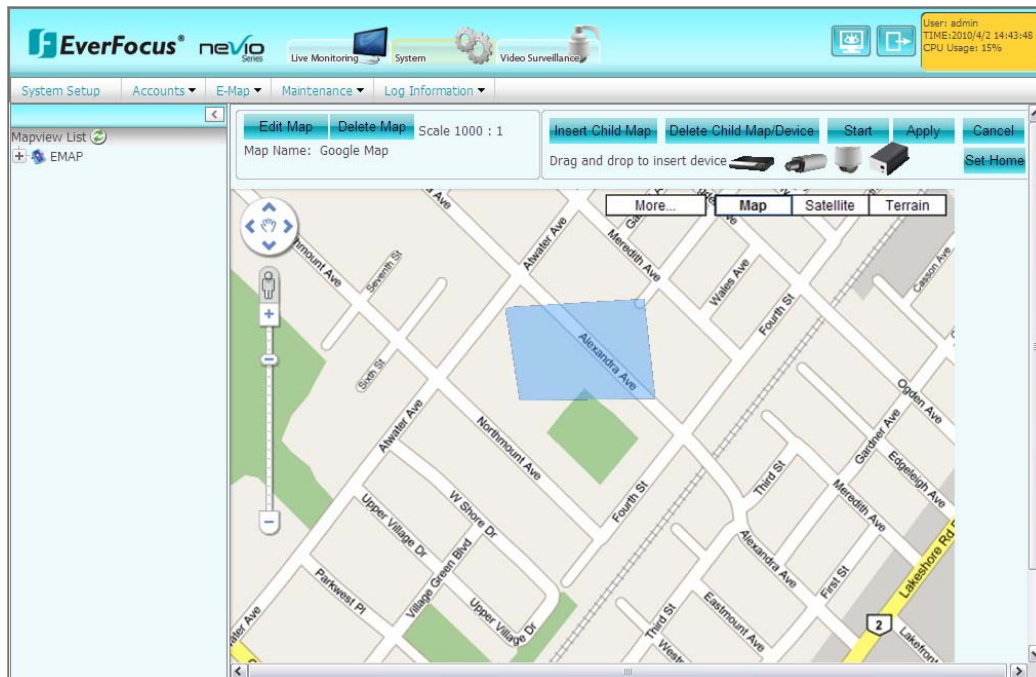 EverFocus® nevio Series
Live Monitoring System Video Surveillance
User: admin
TIME:2010/4/2 14:43:48
CPU Usage: 15%
System Setup Accounts E-Map Maintenance Log Information
Mapview List
EMAP
Edit Map Delete Map Scale 1000 : 1
Map Name: Google Map
Insert Child Map Delete Child Map/Device Start Apply Cancel
Drag and drop to insert device
Set Home
More... Map Satellite Terrain
Atwater Ave
Atwater Ave
Meredith Ave
Wales Ave
Fourth St
Casson Ave
Seventh St
Sixth St
Alexandra Ave
Ogden Ave
Gardner Ave
Edgeleigh Ave
Meredith Ave
Atwater Ave
Northmount Ave
Fourth St
Third St
Upper Village Dr
W Shore Dr
Village Green Blvd
Parkwest Pl
Upper Village Dr
Alexandra Ave
First St
Lakeshore Rd
Third St
Eastmount Ave
2